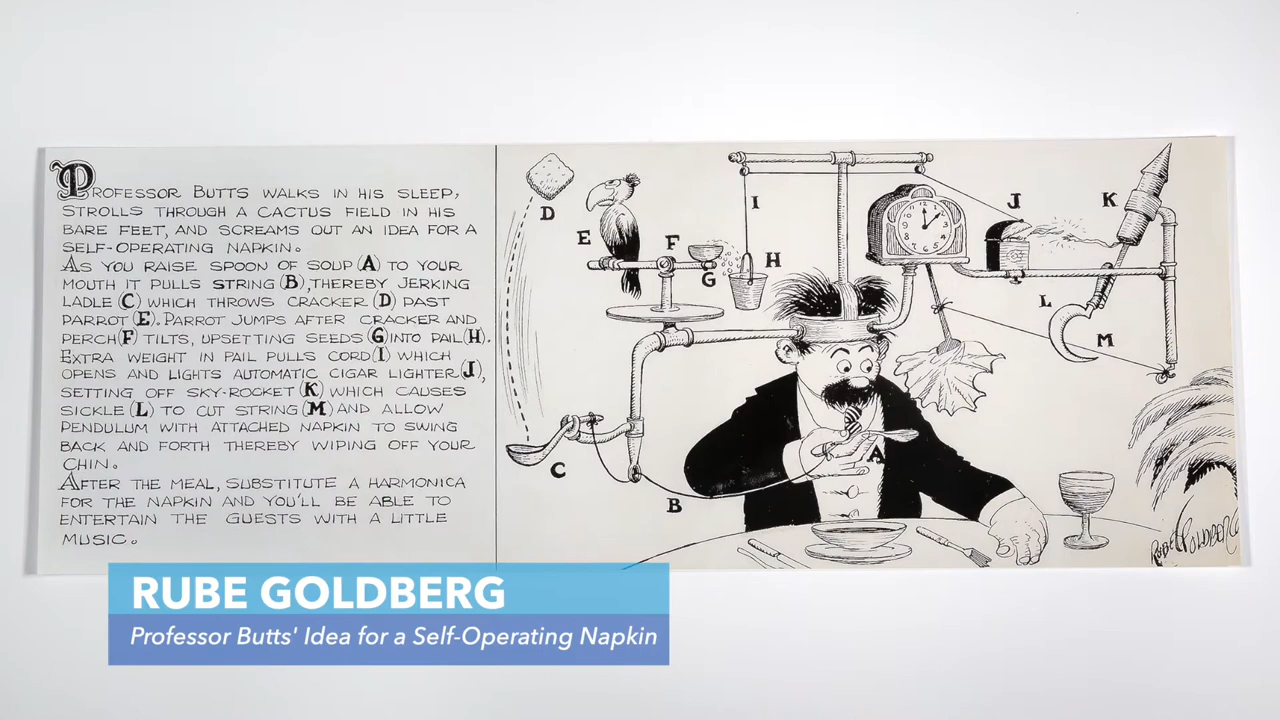 PROFESSOR BUTTS WALKS IN HIS SLEEP,
STROLLS THROUGH A CACTUS FIELD IN HIS
BARE FEET, AND SCREAMS OUT AN IDEA FOR A
SELF-OPERATING NAPKIN.
AS YOU RAISE SPOON OF SOUP (A) TO YOUR
MOUTH IT PULLS STRING (B), THEREBY JERKING
LADLE (C) WHICH THROWS CRACKER (D) PAST
PARROT (E). PARROT JUMPS AFTER CRACKER AND
PERCH (F) TILTS, UPSETTING SEEDS (G) INTO PAIL (H).
EXTRA WEIGHT IN PAIL PULLS CORD (I) WHICH
OPENS AND LIGHTS AUTOMATIC CIGAR LIGHTER (J),
SETTING OFF SKY-ROCKET (K) WHICH CAUSES
SICKLE (L) TO CUT STRING (M) AND ALLOW
PENDULUM WITH ATTACHED NAPKIN TO SWING
BACK AND FORTH THEREBY WIPING OFF YOUR
CHIN.
AFTER THE MEAL, SUBSTITUTE A HARMONICA
FOR THE NAPKIN AND YOU'LL BE ABLE TO
ENTERTAIN THE GUESTS WITH A LITTLE
MUSIC.
D
E
F
G
H
I
J
K
L
M
C
B
A
RUBE GOLDBERG
RUBE GOLDBERG
Professor Butts' Idea for a Self-Operating Napkin